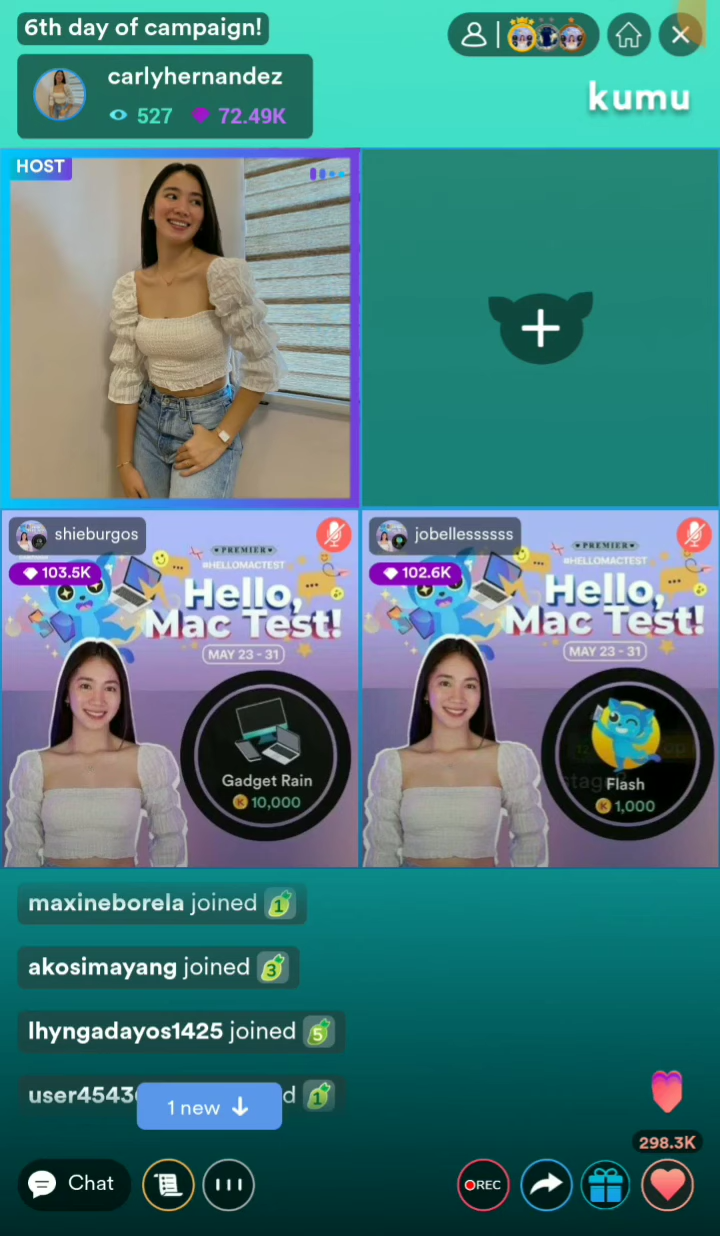 6th day of campaign!
carlyhernandez
527 72.49K
kumu
HOST
shieburgos
103.5K
PREMIER
#HELLOMACTEST
Hello,
Mac Test!
MAY 23 - 31
Gadget Rain
K 10,000
jobellessssss
102.6K
PREMIER
#HELLOMACTEST
Hello,
Mac Test!
MAY 23 - 31
Flash
K 1,000
maxineborela joined 1
akosimayang joined 3
lhyngadayos1425 joined 5
1
1 new
298.3K
Chat
REC